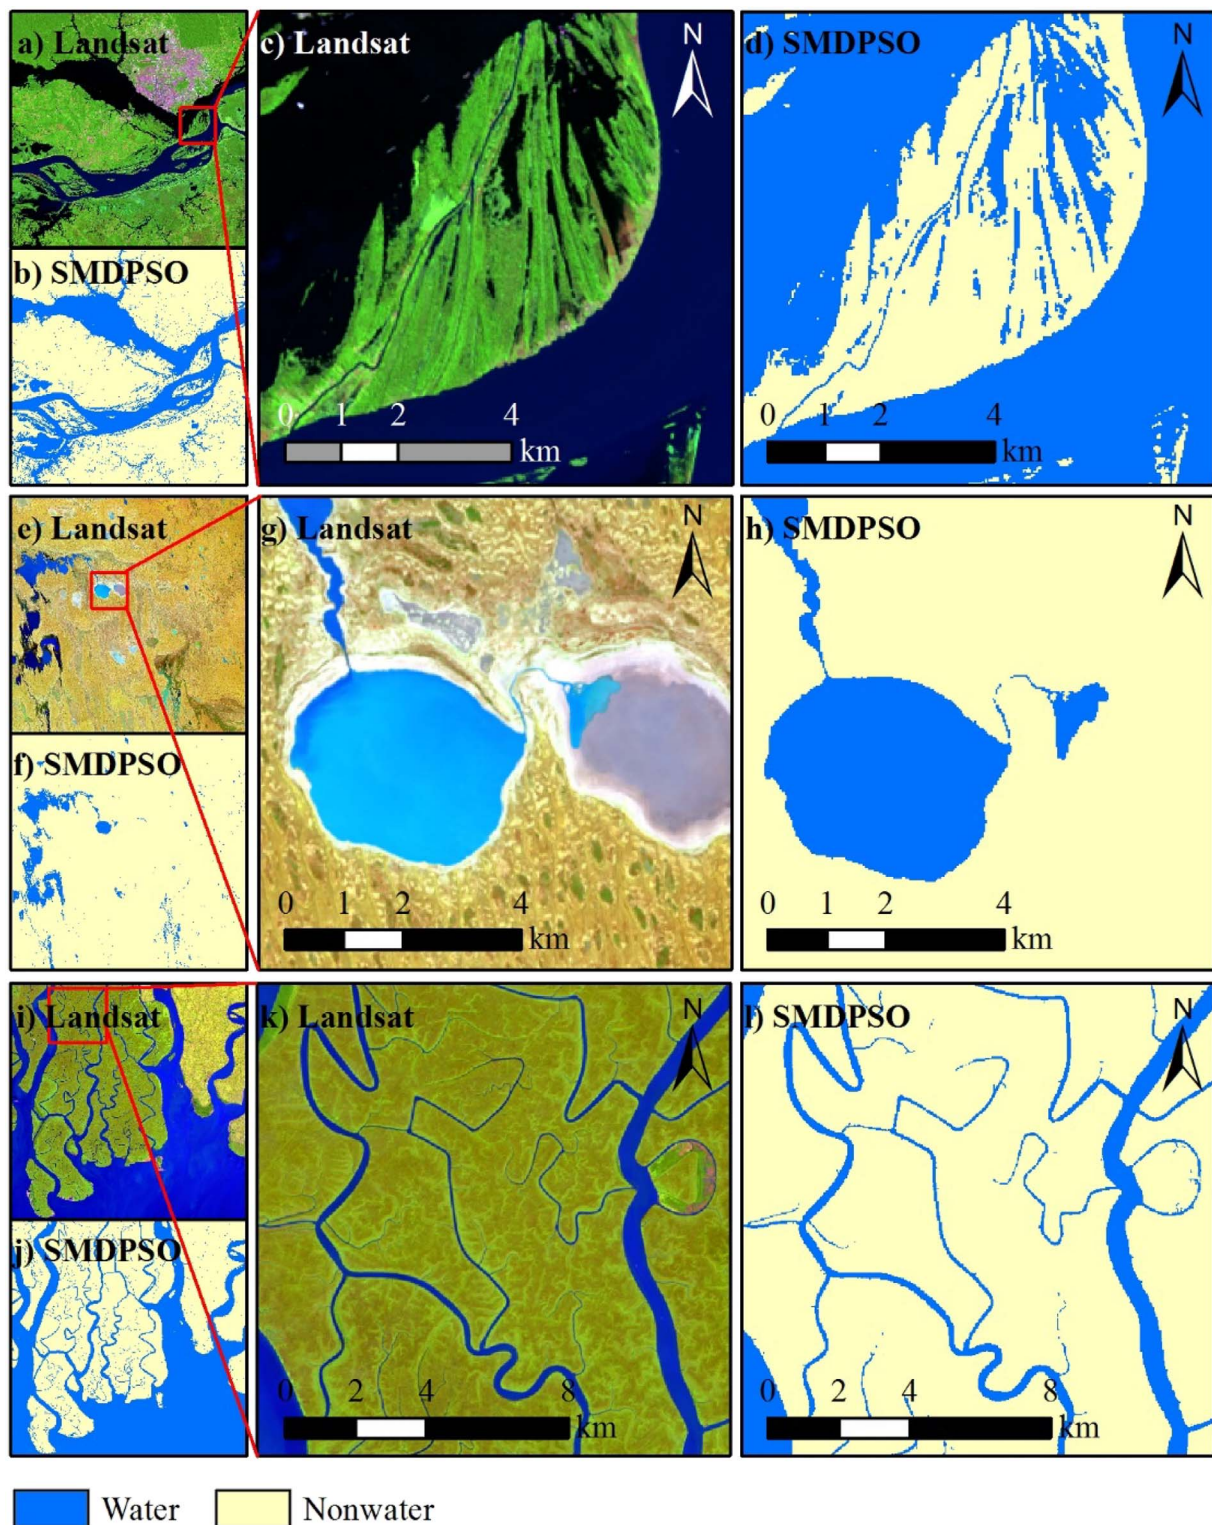 a) Landsat
b) SMDPSO
c) Landsat
N
0 1 2 4
km
d) SMDPSO
N
0 1 2 4
km
e) Landsat
f) SMDPSO
g) Landsat
N
0 1 2 4
km
h) SMDPSO
N
0 1 2 4
km
i) Landsat
j) SMDPSO
k) Landsat
N
0 2 4 8
km
l) SMDPSO
N
0 2 4 8
km
Water Nonwater